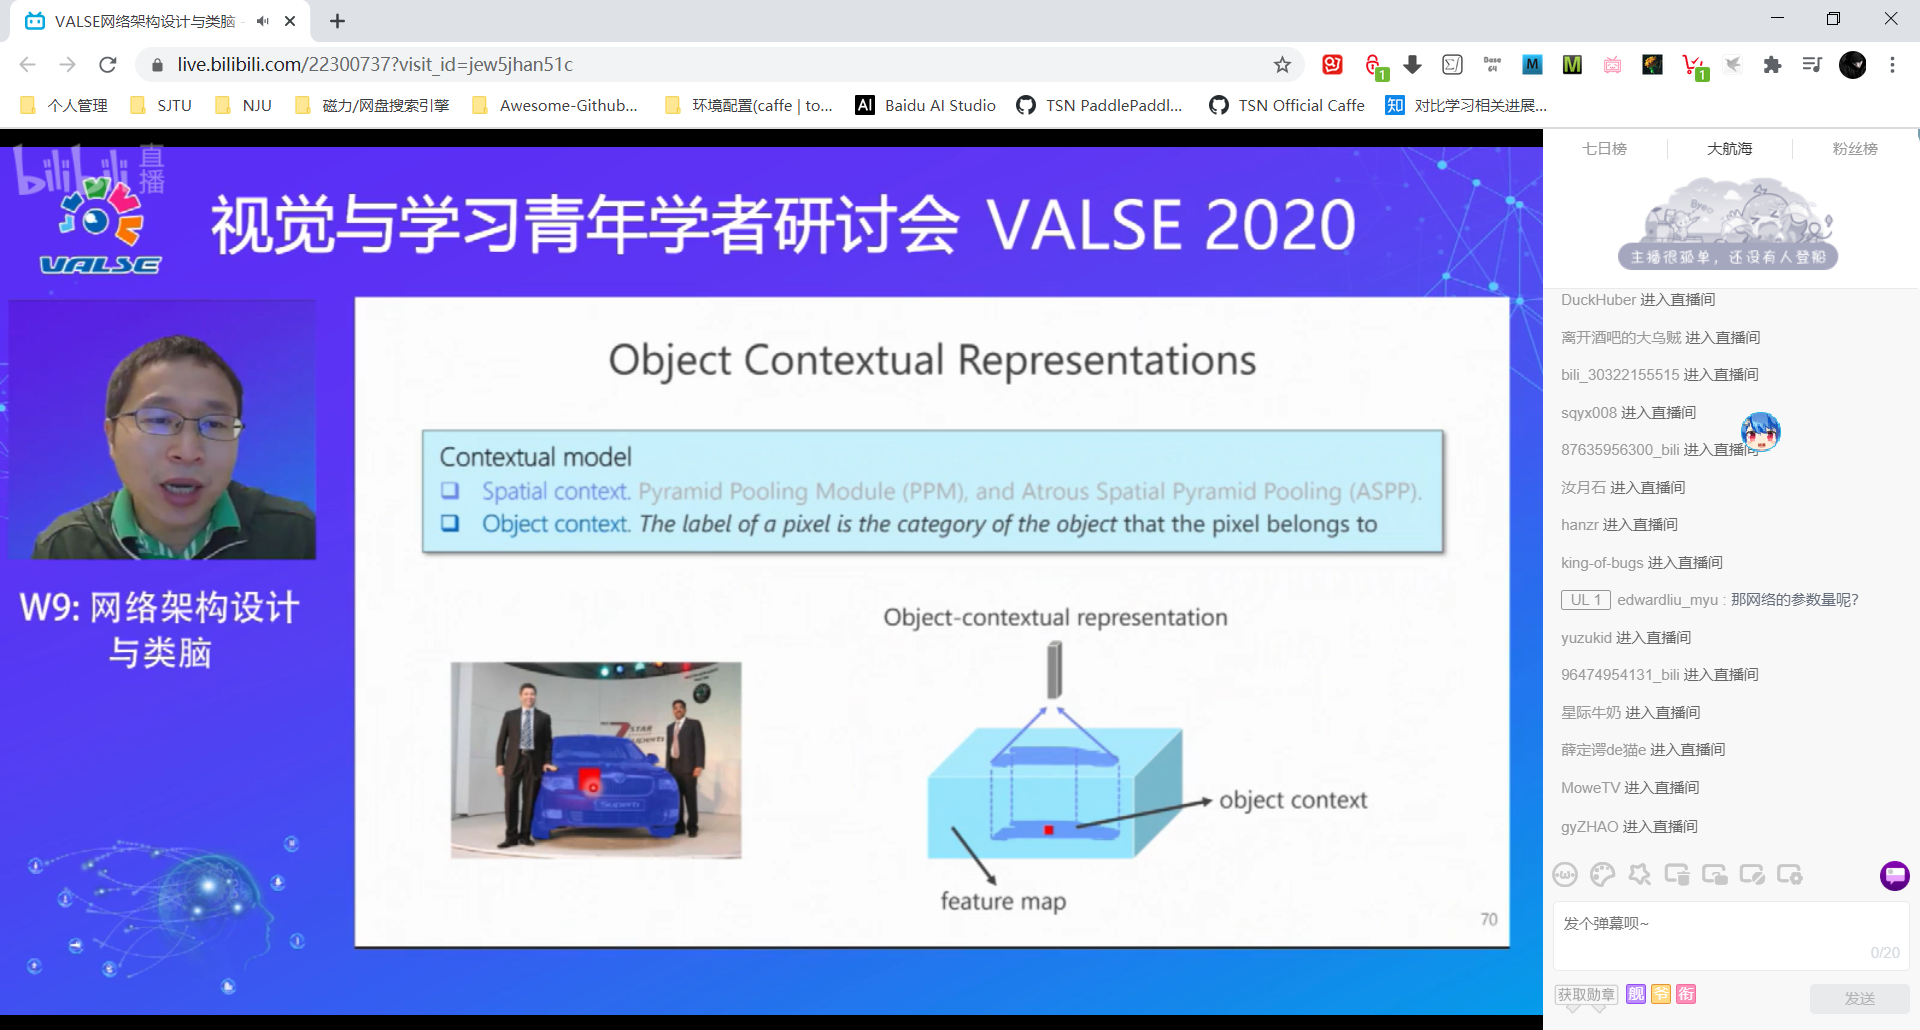 VALSE网络架构设计与类脑
live.bilibili.com/22300737?visit_id=jew5jhan51c
个人管理
SJTU
NJU
磁力/网盘搜索引擎
Awesome-Github...
环境配置(caffe | to...
AI Baidu AI Studio
TSN PaddlePaddl...
TSN Official Caffe
知 对比学习相关进展...
bilibili 直播
VALSE
视觉与学习青年学者研讨会 VALSE 2020
W9: 网络架构设计
与类脑
Object Contextual Representations
Contextual model
Spatial context. Pyramid Pooling Module (PPM), and Atrous Spatial Pyramid Pooling (ASPP).
Object context. The label of a pixel is the category of the object that the pixel belongs to
Object-contextual representation
7 STAR
Superb
Superb
object context
feature map
70
七日榜
大航海
粉丝榜
Byeo
主播很孤单，还没有人登船
DuckHuber 进入直播间
离开酒吧的大乌贼 进入直播间
bili_30322155515 进入直播间
sqyx008 进入直播间
87635956300_bili 进入直播间
汝月石 进入直播间
hanzr 进入直播间
king-of-bugs 进入直播间
UL 1 edwardliu_myu : 那网络的参数量呢?
yuzukid 进入直播间
96474954131_bili 进入直播间
星际牛奶 进入直播间
薛定谔de猫e 进入直播间
MoweTV 进入直播间
gyZHAO 进入直播间
发个弹幕呗~
0/20
获取勋章
舰
爷
衔
发送